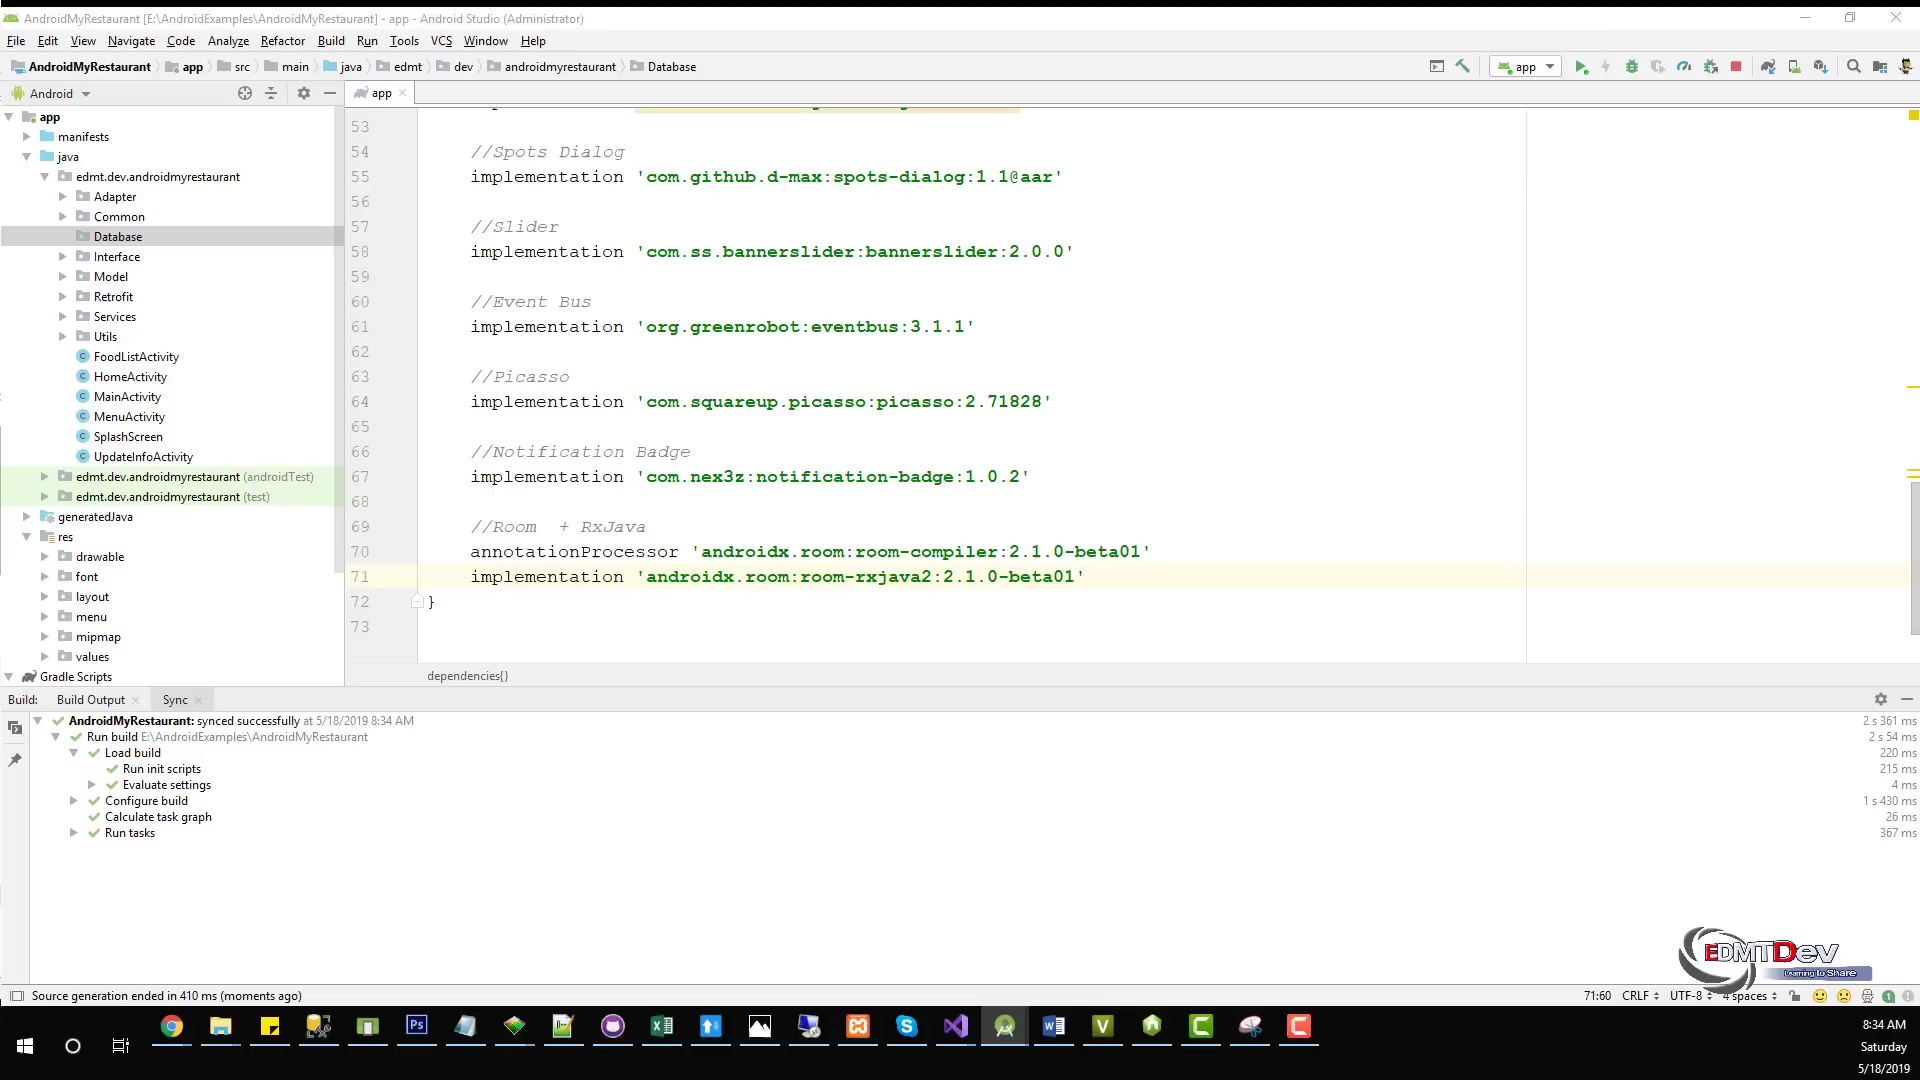 AndroidMyRestaurant [E:\AndroidExamples\AndroidMyRestaurant] - app - Android Studio (Administrator)
File Edit View Navigate Code Analyze Refactor Build Run Tools VCS Window Help
AndroidMyRestaurant app src main java edmt dev androidmyrestaurant Database app
Android
app
app
manifests
java
edmt.dev.androidmyrestaurant
Adapter
Common
Database
Interface
Model
Retrofit
Services
Utils
FoodListActivity
HomeActivity
MainActivity
MenuActivity
SplashScreen
UpdateInfoActivity
edmt.dev.androidmyrestaurant (androidTest)
edmt.dev.androidmyrestaurant (test)
generatedJava
res
drawable
font
layout
menu
mipmap
values
Gradle Scripts
53
54 //Spots Dialog
55 implementation 'com.github.d-max:spots-dialog:1.1@aar'
56
57 //Slider
58 implementation 'com.ss.bannerslider:bannerslider:2.0.0'
59
60 //Event Bus
61 implementation 'org.greenrobot:eventbus:3.1.1'
62
63 //Picasso
64 implementation 'com.squareup.picasso:picasso:2.71828'
65
66 //Notification Badge
67 implementation 'com.nex3z:notification-badge:1.0.2'
68
69 //Room  + RxJava
70 annotationProcessor 'androidx.room:room-compiler:2.1.0-beta01'
71 implementation 'androidx.room:room-rxjava2:2.1.0-beta01'
72 }
73
dependencies{}
Build: Build Output Sync
AndroidMyRestaurant: synced successfully at 5/18/2019 8:34 AM 2 s 361 ms
Run build E:\AndroidExamples\AndroidMyRestaurant 2 s 54 ms
Load build 220 ms
Run init scripts 215 ms
Evaluate settings 4 ms
Configure build 1 s 430 ms
Calculate task graph 26 ms
Run tasks 367 ms
EDMTDev
Learning to Share
Source generation ended in 410 ms (moments ago) 71:60 CRLF UTF-8 4 spaces 1
8:34 AM
Saturday
5/18/2019